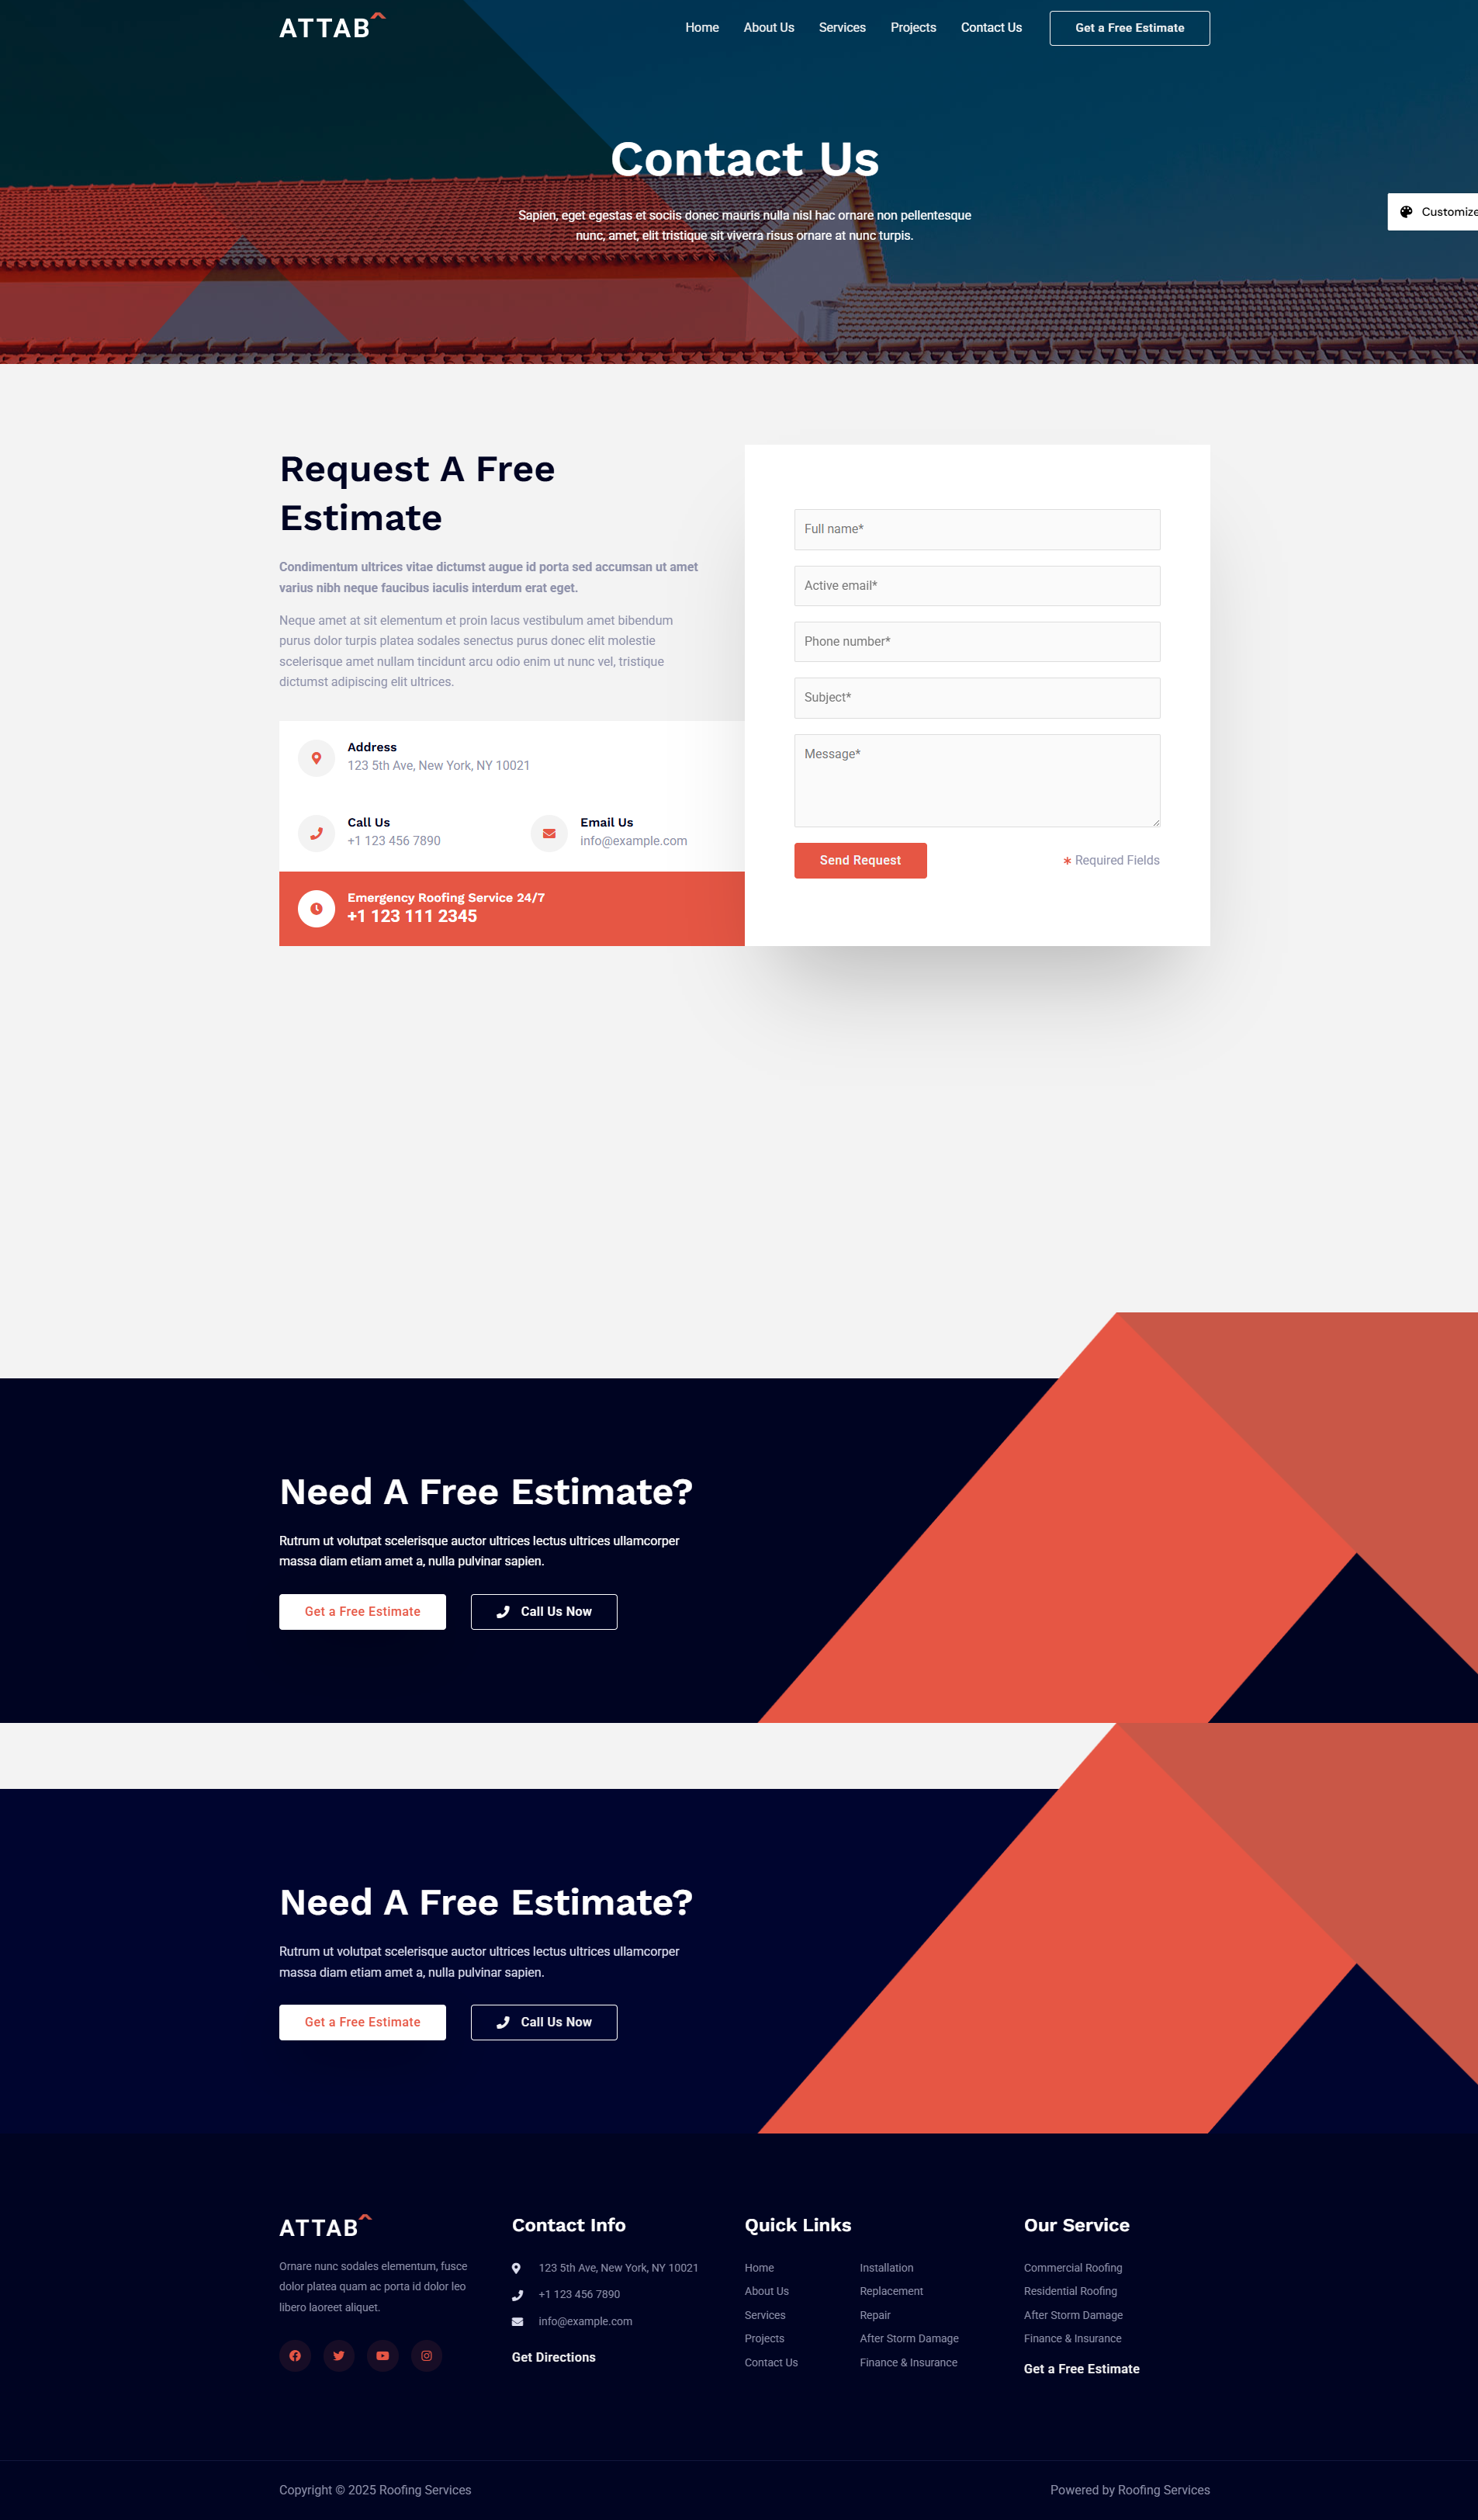 ATTAB
Home
About Us
Services
Projects
Contact Us
Get a Free Estimate
Contact Us
Sapien, eget egestas et sociis donec mauris nulla nisl hac ornare non pellentesque
nunc, amet, elit tristique sit viverra risus ornare at nunc turpis.
Customize
Request A Free
Estimate
Condimentum ultrices vitae dictumst augue id porta sed accumsan ut amet
varius nibh neque faucibus iaculis interdum erat eget.
Neque amet at sit elementum et proin lacus vestibulum amet bibendum
purus dolor turpis platea sodales senectus purus donec elit molestie
scelerisque amet nullam tincidunt arcu odio enim ut nunc vel, tristique
dictumst adipiscing elit ultrices.
Address
123 5th Ave, New York, NY 10021
Call Us
+1 123 456 7890
Email Us
info@example.com
Emergency Roofing Service 24/7
+1 123 111 2345
Full name*
Active email*
Phone number*
Subject*
Message*
Send Request
* Required Fields
Need A Free Estimate?
Rutrum ut volutpat scelerisque auctor ultrices lectus ultrices ullamcorper
massa diam etiam amet a, nulla pulvinar sapien.
Get a Free Estimate
Call Us Now
Need A Free Estimate?
Rutrum ut volutpat scelerisque auctor ultrices lectus ultrices ullamcorper
massa diam etiam amet a, nulla pulvinar sapien.
Get a Free Estimate
Call Us Now
ATTAB
Ornare nunc sodales elementum, fusce
dolor platea quam ac porta id dolor leo
libero laoreet aliquet.
Contact Info
123 5th Ave, New York, NY 10021
+1 123 456 7890
info@example.com
Get Directions
Quick Links
Home
About Us
Services
Projects
Contact Us
Installation
Replacement
Repair
After Storm Damage
Finance & Insurance
Our Service
Commercial Roofing
Residential Roofing
After Storm Damage
Finance & Insurance
Get a Free Estimate
Copyright © 2025 Roofing Services
Powered by Roofing Services